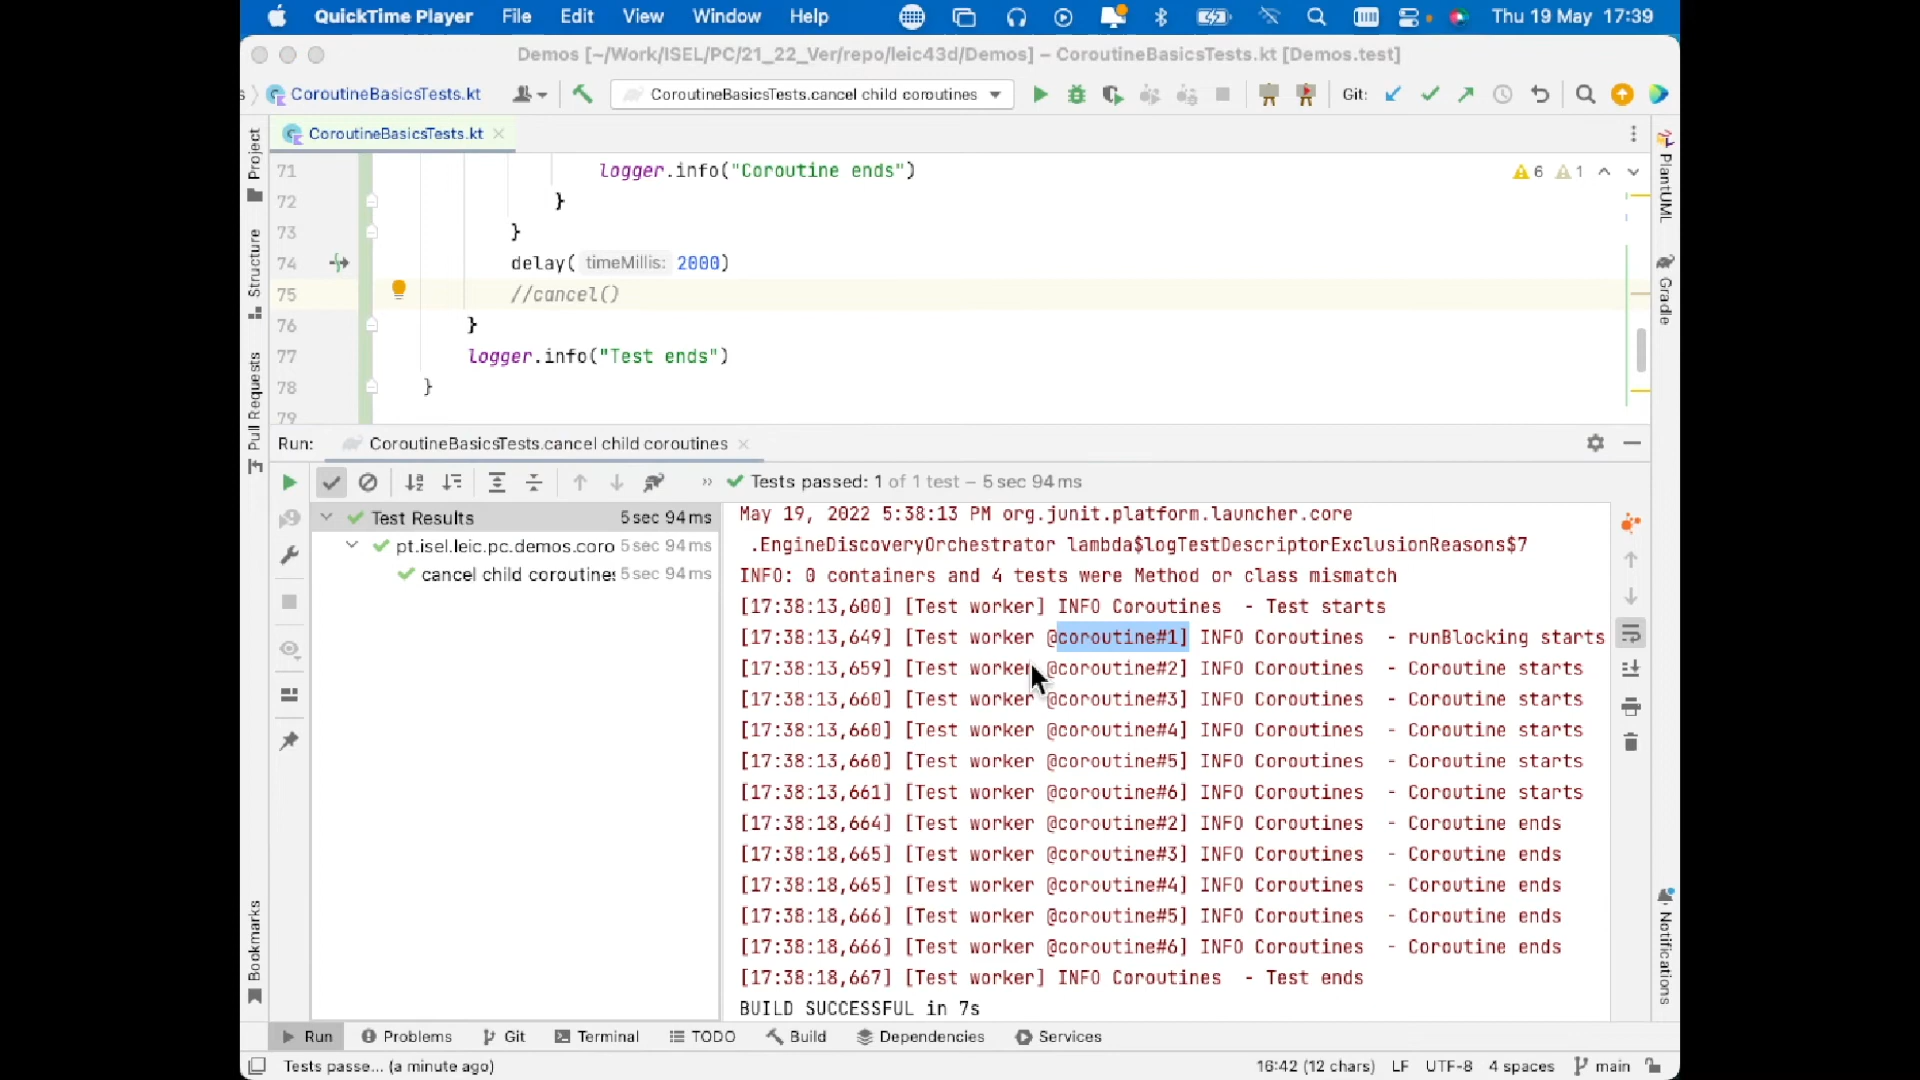 QuickTime Player File Edit View Window Help Thu 19 May 17:39
Demos [~/Work/ISEL/PC/21_22_Ver/repo/leic43d/Demos] – CoroutineBasicsTests.kt [Demos.test]
s CoroutineBasicsTests.kt CoroutineBasicsTests.cancel child coroutines Git:
CoroutineBasicsTests.kt
Project
Structure
Pull Requests
Bookmarks
71 logger.info("Coroutine ends") 6 1
72 }
73 }
74 delay( timeMillis: 2000)
75 //cancel()
76 }
77 logger.info("Test ends")
78 }
79
PlantUML
Gradle
Notifications
Run: CoroutineBasicsTests.cancel child coroutines
» Tests passed: 1 of 1 test – 5 sec 94 ms
Test Results 5 sec 94 ms
pt.isel.leic.pc.demos.coro 5 sec 94 ms
cancel child coroutines 5 sec 94 ms
May 19, 2022 5:38:13 PM org.junit.platform.launcher.core
.EngineDiscoveryOrchestrator lambda$logTestDescriptorExclusionReasons$7
INFO: 0 containers and 4 tests were Method or class mismatch
[17:38:13,600] [Test worker] INFO Coroutines - Test starts
[17:38:13,649] [Test worker @coroutine#1] INFO Coroutines - runBlocking starts
[17:38:13,659] [Test worker @coroutine#2] INFO Coroutines - Coroutine starts
[17:38:13,660] [Test worker @coroutine#3] INFO Coroutines - Coroutine starts
[17:38:13,660] [Test worker @coroutine#4] INFO Coroutines - Coroutine starts
[17:38:13,660] [Test worker @coroutine#5] INFO Coroutines - Coroutine starts
[17:38:13,661] [Test worker @coroutine#6] INFO Coroutines - Coroutine starts
[17:38:18,664] [Test worker @coroutine#2] INFO Coroutines - Coroutine ends
[17:38:18,665] [Test worker @coroutine#3] INFO Coroutines - Coroutine ends
[17:38:18,665] [Test worker @coroutine#4] INFO Coroutines - Coroutine ends
[17:38:18,666] [Test worker @coroutine#5] INFO Coroutines - Coroutine ends
[17:38:18,666] [Test worker @coroutine#6] INFO Coroutines - Coroutine ends
[17:38:18,667] [Test worker] INFO Coroutines - Test ends
BUILD SUCCESSFUL in 7s
Run Problems Git Terminal TODO Build Dependencies Services
Tests passe... (a minute ago) 16:42 (12 chars) LF UTF-8 4 spaces main